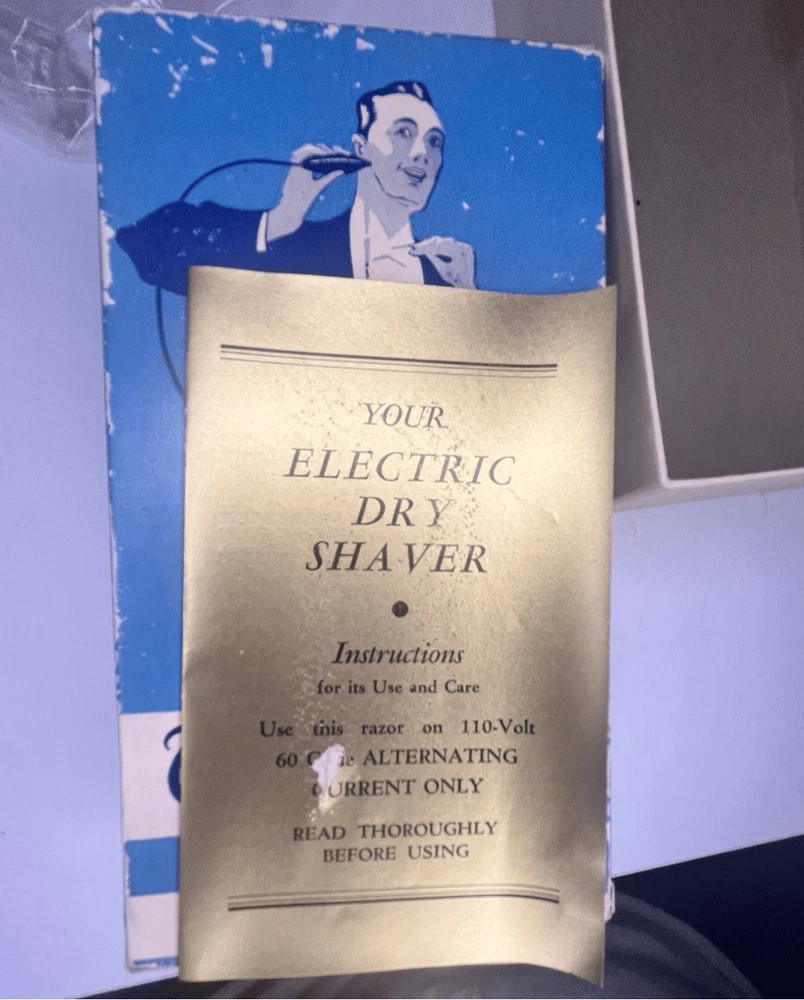 YOUR
ELECTRIC
DRY
SHAVER
Instructions
for its Use and Care
Use this razor on 110-Volt
60 ALTERNATING
CURRENT ONLY
READ THOROUGHLY
BEFORE USING